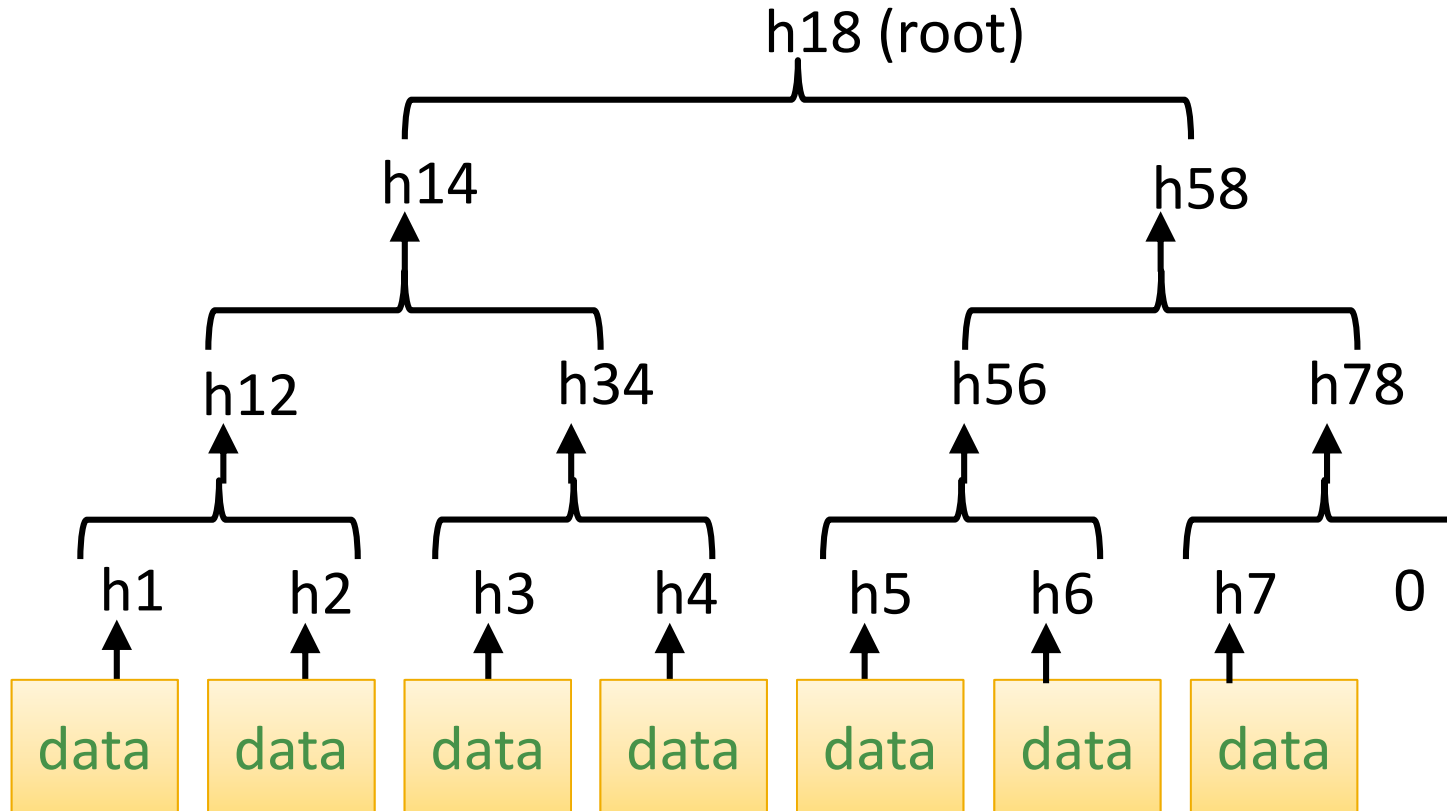 h18 (root)
h14 h58
h12 h34 h56 h78
h1 h2 h3 h4 h5 h6 h7 0
data data data data data data data